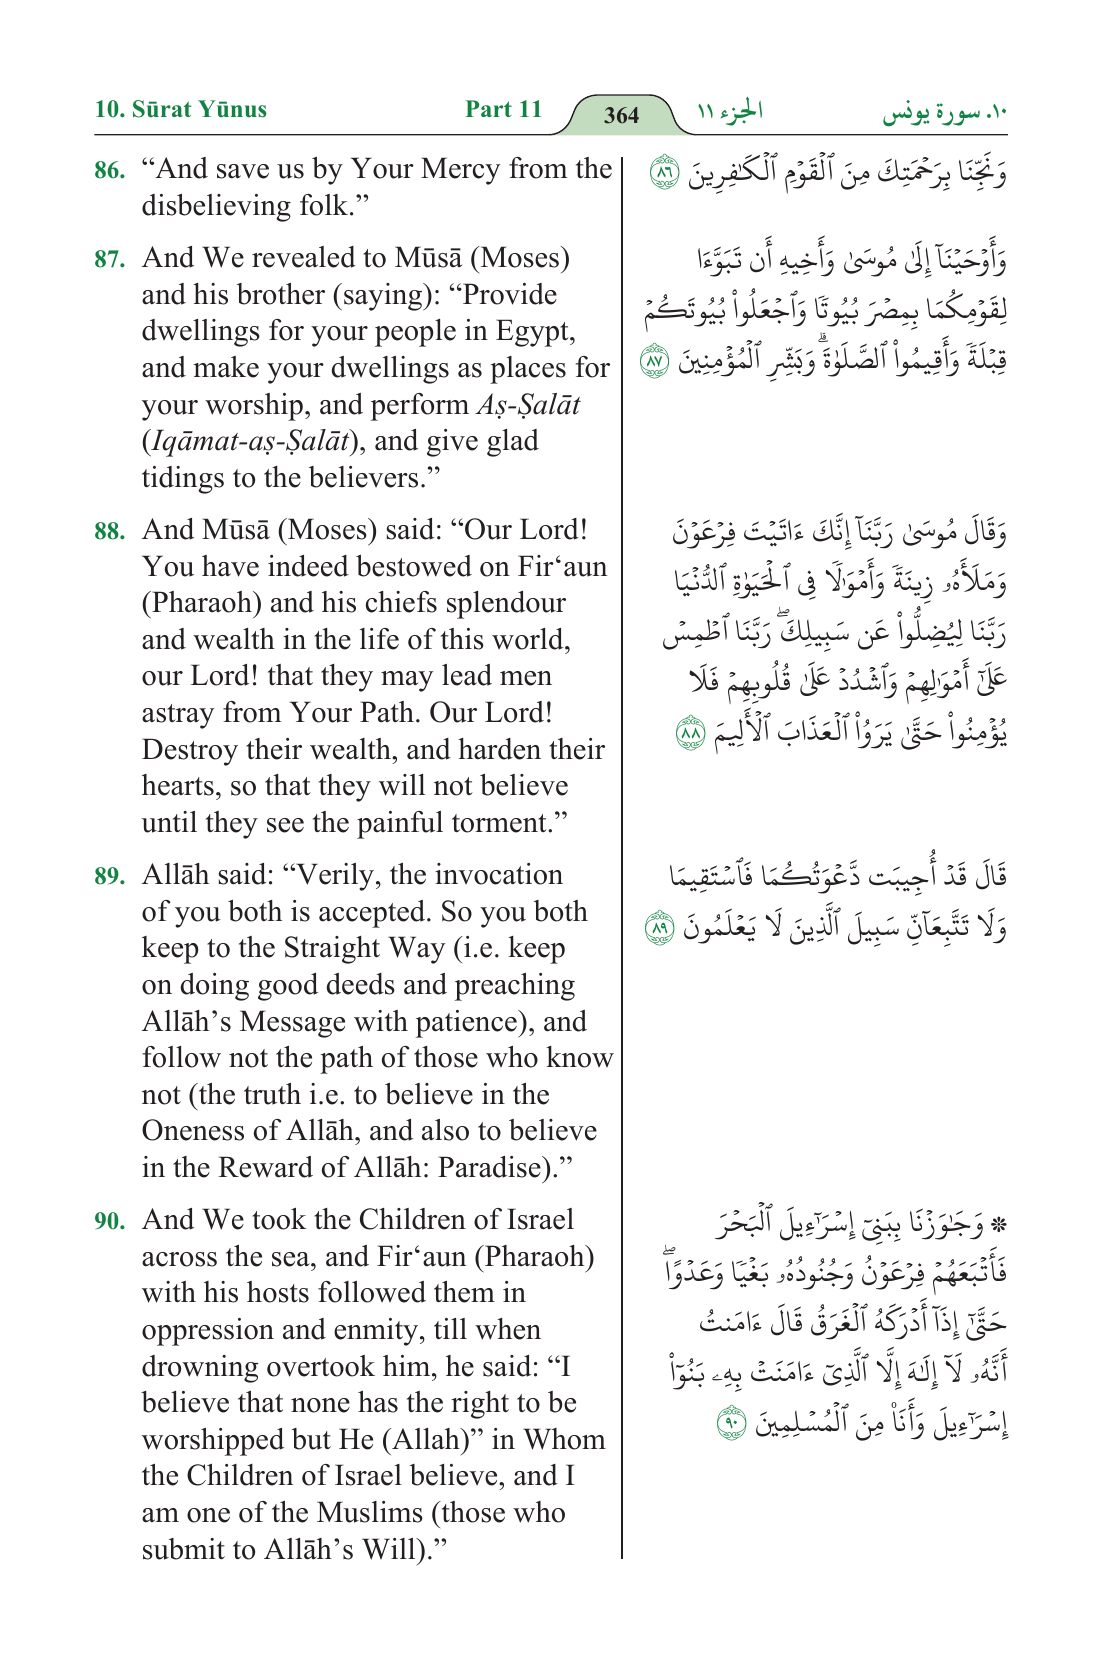 10. Sūrat Yūnus
Part 11
364
الجزء ١١
١٠. سورة يونس
86. “And save us by Your Mercy from the
disbelieving folk.”
87. And We revealed to Mūsā (Moses)
and his brother (saying): “Provide
dwellings for your people in Egypt,
and make your dwellings as places for
your worship, and perform Aṣ-Ṣalāt
(Iqāmat-aṣ-Ṣalāt), and give glad
tidings to the believers.”
88. And Mūsā (Moses) said: “Our Lord!
You have indeed bestowed on Fir‘aun
(Pharaoh) and his chiefs splendour
and wealth in the life of this world,
our Lord! that they may lead men
astray from Your Path. Our Lord!
Destroy their wealth, and harden their
hearts, so that they will not believe
until they see the painful torment.”
89. Allāh said: “Verily, the invocation
of you both is accepted. So you both
keep to the Straight Way (i.e. keep
on doing good deeds and preaching
Allāh’s Message with patience), and
follow not the path of those who know
not (the truth i.e. to believe in the
Oneness of Allāh, and also to believe
in the Reward of Allāh: Paradise).”
90. And We took the Children of Israel
across the sea, and Fir‘aun (Pharaoh)
with his hosts followed them in
oppression and enmity, till when
drowning overtook him, he said: “I
believe that none has the right to be
worshipped but He (Allah)” in Whom
the Children of Israel believe, and I
am one of the Muslims (those who
submit to Allāh’s Will).”
وَنَجِّنَا بِرَحْمَتِكَ مِنَ ٱلْقَوْمِ ٱلْكَٰفِرِينَ ٨٦
وَأَوْحَيْنَآ إِلَىٰ مُوسَىٰ وَأَخِيهِ أَن تَبَوَّءَا
لِقَوْمِكُمَا بِمِصْرَ بُيُوتًا وَٱجْعَلُوا۟ بُيُوتَكُمْ
قِبْلَةً وَأَقِيمُوا۟ ٱلصَّلَوٰةَ ۗ وَبَشِّرِ ٱلْمُؤْمِنِينَ ٨٧
وَقَالَ مُوسَىٰ رَبَّنَآ إِنَّكَ ءَاتَيْتَ فِرْعَوْنَ
وَمَلَأَهُۥ زِينَةً وَأَمْوَٰلًا فِى ٱلْحَيَوٰةِ ٱلدُّنْيَا
رَبَّنَا لِيُضِلُّوا۟ عَن سَبِيلِكَ ۖ رَبَّنَا ٱطْمِسْ
عَلَىٰٓ أَمْوَٰلِهِمْ وَٱشْدُدْ عَلَىٰ قُلُوبِهِمْ فَلَا
يُؤْمِنُوا۟ حَتَّىٰ يَرَوُا۟ ٱلْعَذَابَ ٱلْأَلِيمَ ٨٨
قَالَ قَدْ أُجِيبَت دَّعْوَتُكُمَا فَٱسْتَقِيمَا
وَلَا تَتَّبِعَآنِّ سَبِيلَ ٱلَّذِينَ لَا يَعْلَمُونَ ٨٩
❊ وَجَٰوَزْنَا بِبَنِىٓ إِسْرَٰٓءِيلَ ٱلْبَحْرَ
فَأَتْبَعَهُمْ فِرْعَوْنُ وَجُنُودُهُۥ بَغْيًا وَعَدْوًا ۖ
حَتَّىٰٓ إِذَآ أَدْرَكَهُ ٱلْغَرَقُ قَالَ ءَامَنتُ
أَنَّهُۥ لَآ إِلَٰهَ إِلَّا ٱلَّذِىٓ ءَامَنَتْ بِهِۦ بَنُوٓا۟
إِسْرَٰٓءِيلَ وَأَنَا۠ مِنَ ٱلْمُسْلِمِينَ ٩٠